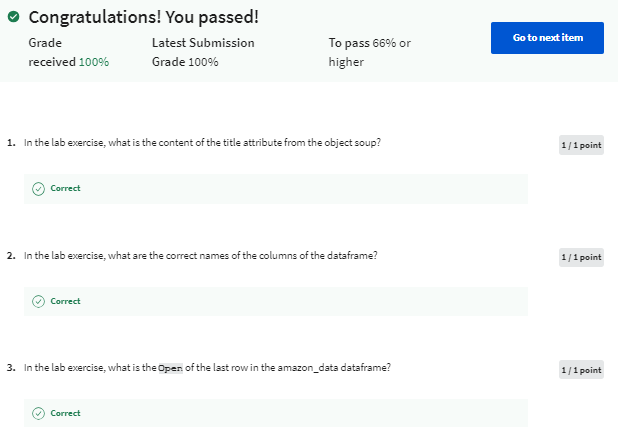 Congratulations! You passed!
Grade received 100%
Latest Submission Grade 100%
To pass 66% or higher
Go to next item
1. In the lab exercise, what is the content of the title attribute from the object soup?
1 / 1 point
Correct
2. In the lab exercise, what are the correct names of the columns of the dataframe?
1 / 1 point
Correct
3. In the lab exercise, what is the Open of the last row in the amazon_data dataframe?
1 / 1 point
Correct